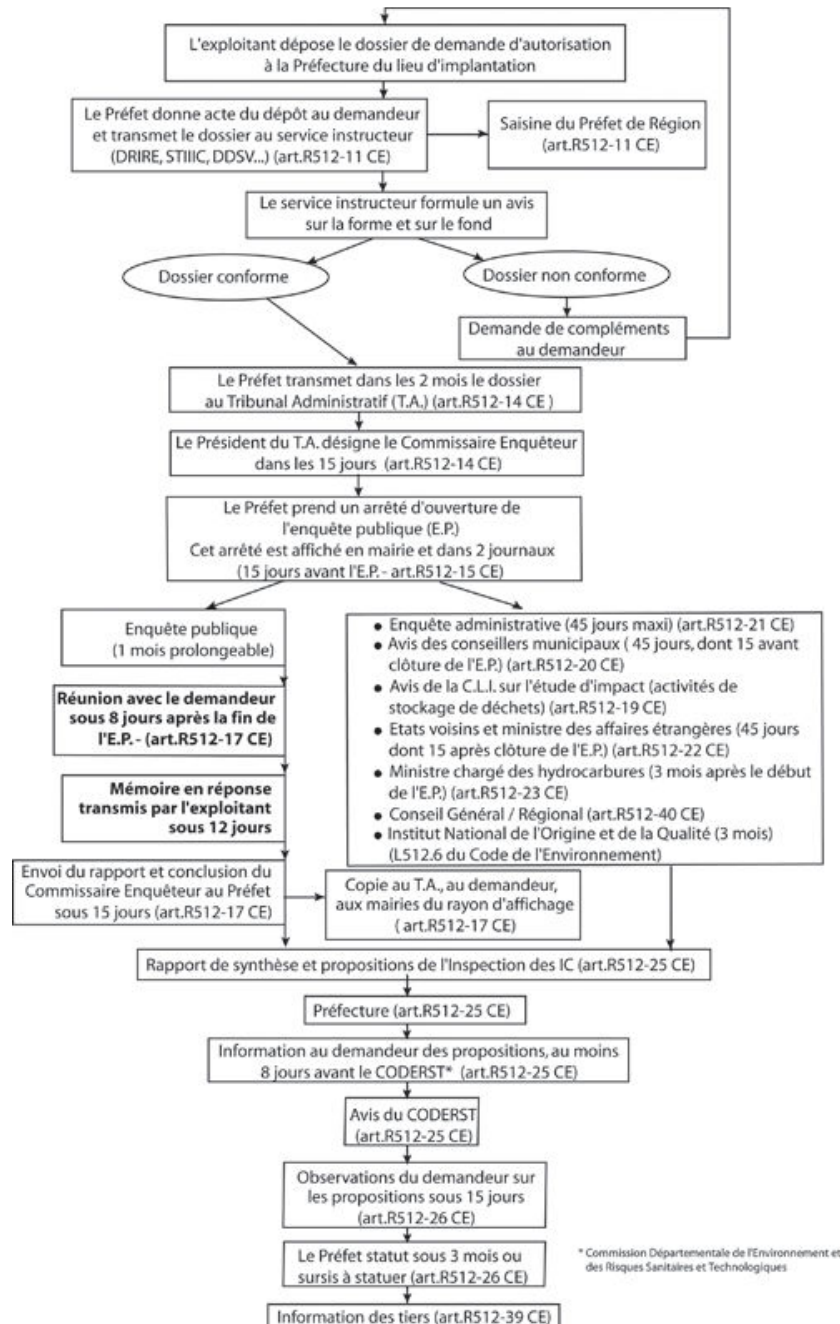 L'exploitant dépose le dossier de demande d'autorisation
à la Préfecture du lieu d'implantation
Le Préfet donne acte du dépôt au demandeur
et transmet le dossier au service instructeur
(DRIRE, STIIIC, DDSV...) (art.R512-11 CE)
Saisine du Préfet de Région
(art.R512-11 CE)
Le service instructeur formule un avis
sur la forme et sur le fond
Dossier conforme
Dossier non conforme
Demande de compléments
au demandeur
Le Préfet transmet dans les 2 mois le dossier
au Tribunal Administratif (T.A.) (art.R512-14 CE )
Le Président du T.A. désigne le Commissaire Enquêteur
dans les 15 jours (art.R512-14 CE)
Le Préfet prend un arrêté d'ouverture de
l'enquête publique (E.P.)
Cet arrêté est affiché en mairie et dans 2 journaux
(15 jours avant l'E.P. - art.R512-15 CE)
Enquête publique
(1 mois prolongeable)
Réunion avec le demandeur
sous 8 jours après la fin de
l'E.P. - (art.R512-17 CE)
Mémoire en réponse
transmis par l'exploitant
sous 12 jours
Envoi du rapport et conclusion du
Commissaire Enquêteur au Préfet
sous 15 jours (art.R512-17 CE)
● Enquête administrative (45 jours maxi) (art.R512-21 CE)
● Avis des conseillers municipaux ( 45 jours, dont 15 avant
clôture de l'E.P.) (art.R512-20 CE)
● Avis de la C.L.I. sur l'étude d'impact (activités de
stockage de déchets) (art.R512-19 CE)
● Etats voisins et ministre des affaires étrangères (45 jours
dont 15 après clôture de l'E.P.) (art.R512-22 CE)
● Ministre chargé des hydrocarbures (3 mois après le début
de l'E.P.) (art.R512-23 CE)
● Conseil Général / Régional (art.R512-40 CE)
● Institut National de l'Origine et de la Qualité (3 mois)
(L512.6 du Code de l'Environnement)
Copie au T.A., au demandeur,
aux mairies du rayon d'affichage
( art.R512-17 CE)
Rapport de synthèse et propositions de l'Inspection des IC (art.R512-25 CE)
Préfecture (art.R512-25 CE)
Information au demandeur des propositions, au moins
8 jours avant le CODERST* (art.R512-25 CE)
Avis du CODERST
(art.R512-25 CE)
Observations du demandeur sur
les propositions sous 15 jours
(art.R512-26 CE)
Le Préfet statut sous 3 mois ou
sursis à statuer (art.R512-26 CE)
* Commission Départementale de l'Environnement et
des Risques Sanitaires et Technologiques
Information des tiers (art.R512-39 CE)